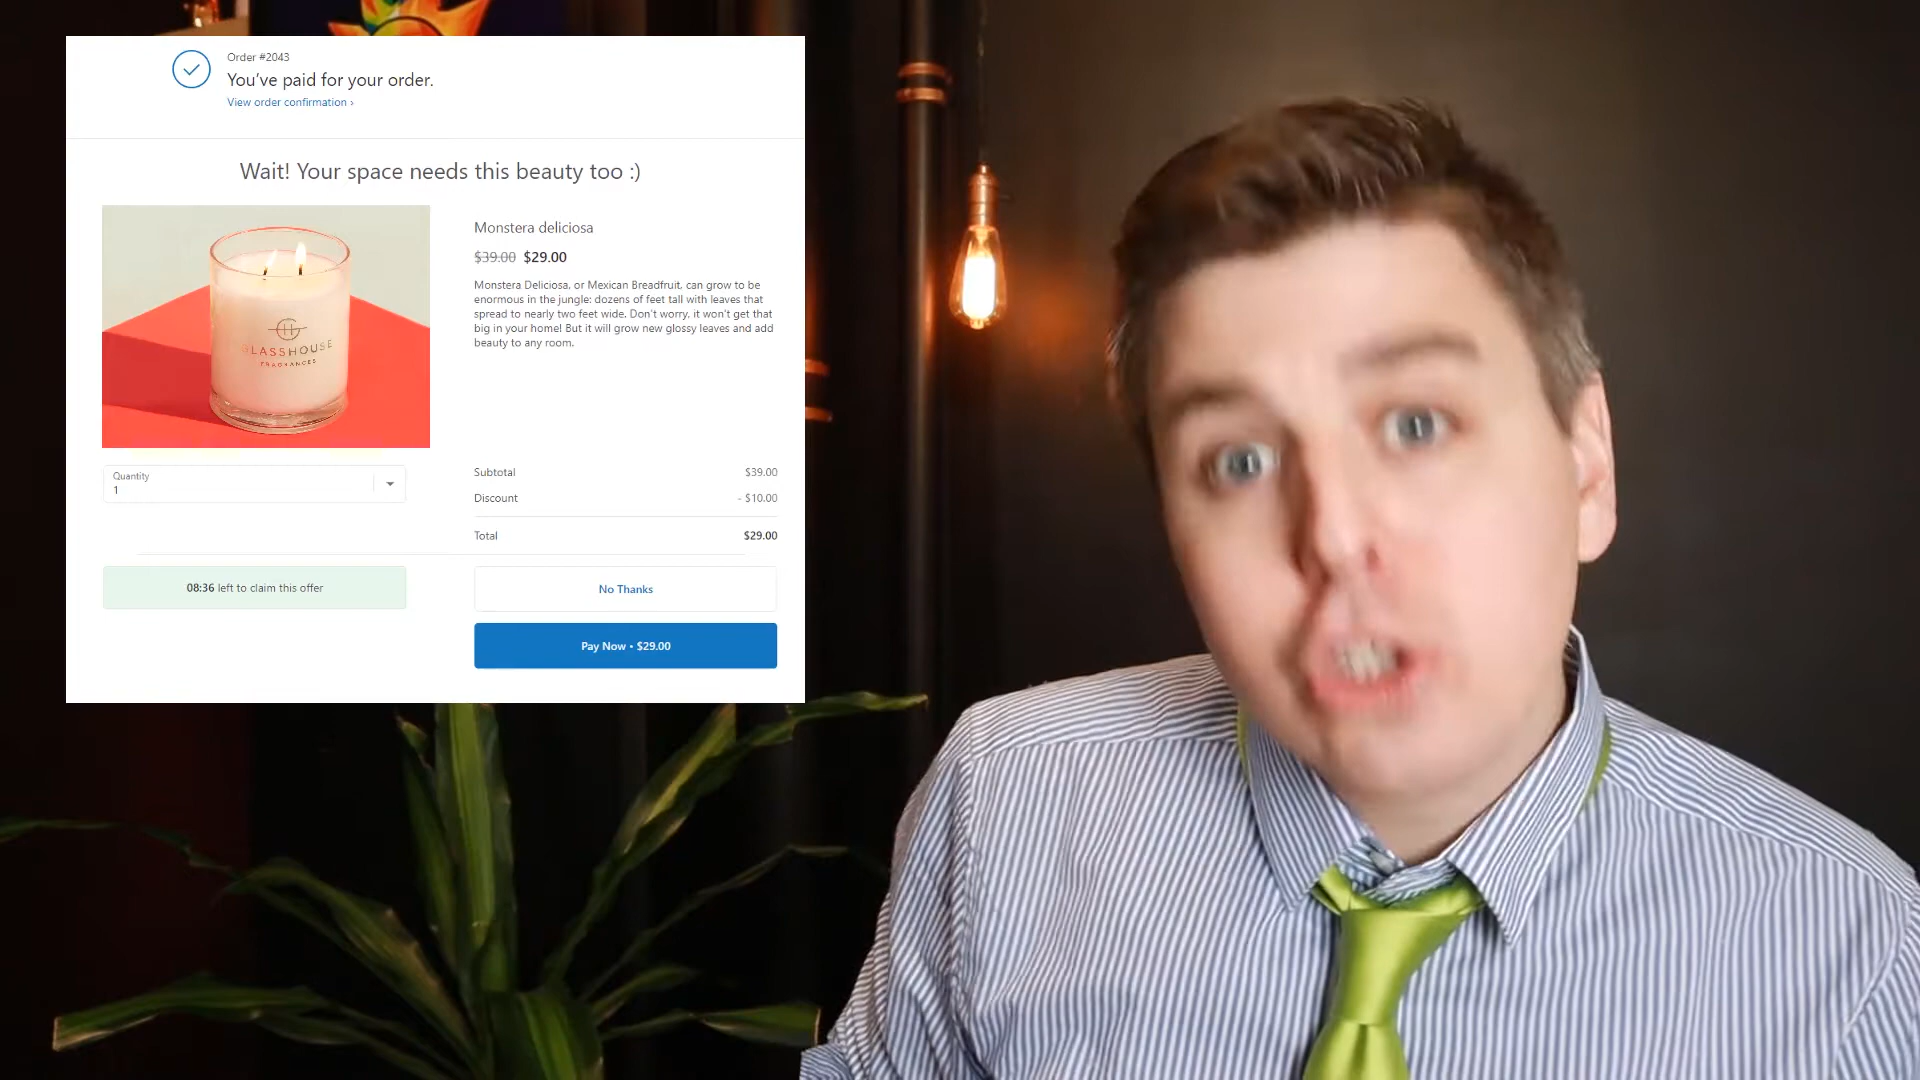 Order #2043
You've paid for your order.
View order confirmation ›
Wait! Your space needs this beauty too :)
GLASSHOUSE
FRAGRANCES
Monstera deliciosa
$39.00 $29.00
Monstera Deliciosa, or Mexican Breadfruit, can grow to be
enormous in the jungle: dozens of feet tall with leaves that
spread to nearly two feet wide. Don't worry, it won't get that
big in your home! But it will grow new glossy leaves and add
beauty to any room.
Quantity
1
Subtotal $39.00
Discount - $10.00
Total $29.00
08:36 left to claim this offer
No Thanks
Pay Now • $29.00